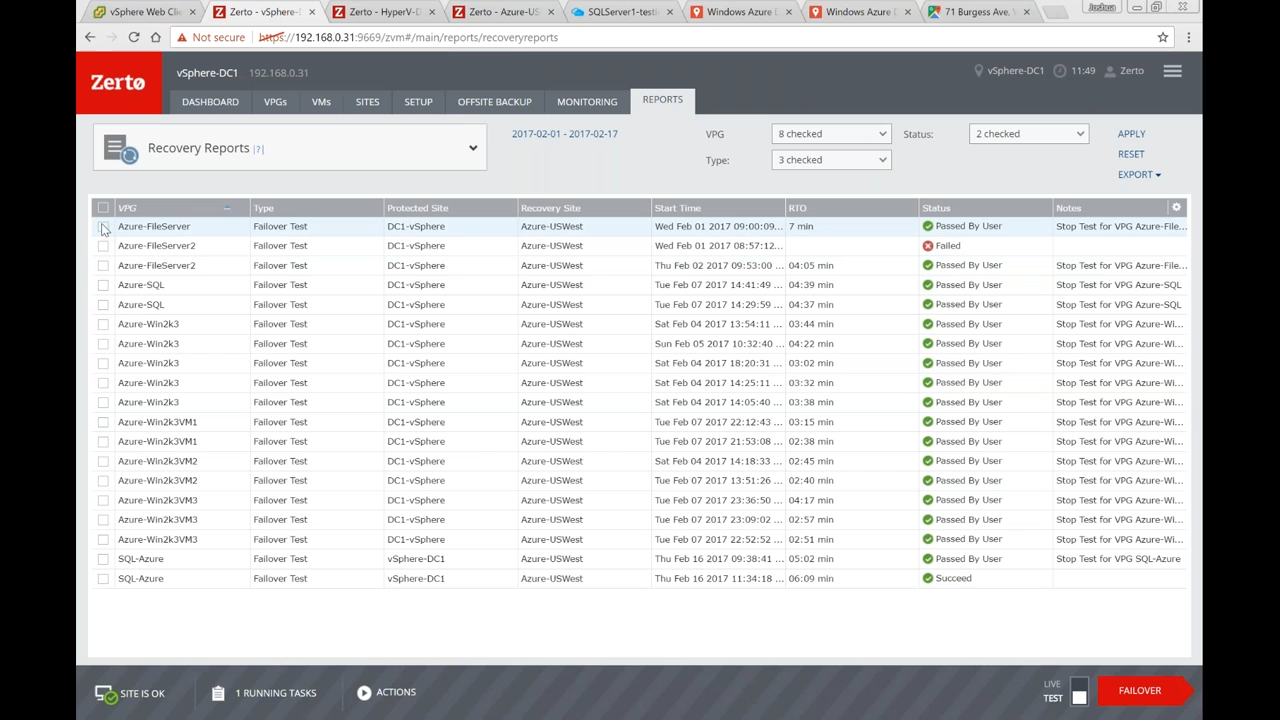 vSphere Web Clie
Zerto - vSphere-
Zerto - HyperV-D
Zerto - Azure-US
SQLServer1-testi
Windows Azure D
Windows Azure D
71 Burgess Ave, 
Joshua
Not secure https://192.168.0.31:9669/zvm#/main/reports/recoveryreports
Zerto vSphere-DC1 192.168.0.31 vSphere-DC1 11:49 Zerto
DASHBOARD VPGs VMs SITES SETUP OFFSITE BACKUP MONITORING REPORTS
Recovery Reports [?] 2017-02-01 - 2017-02-17 VPG 8 checked Status: 2 checked APPLY
Type: 3 checked RESET
EXPORT
VPG Type Protected Site Recovery Site Start Time RTO Status Notes
Azure-FileServer Failover Test DC1-vSphere Azure-USWest Wed Feb 01 2017 09:00:09... 7 min Passed By User Stop Test for VPG Azure-File...
Azure-FileServer2 Failover Test DC1-vSphere Azure-USWest Wed Feb 01 2017 08:57:12... Failed
Azure-FileServer2 Failover Test DC1-vSphere Azure-USWest Thu Feb 02 2017 09:53:00 ... 04:05 min Passed By User Stop Test for VPG Azure-File...
Azure-SQL Failover Test DC1-vSphere Azure-USWest Tue Feb 07 2017 14:41:49 ... 04:39 min Passed By User Stop Test for VPG Azure-SQL
Azure-SQL Failover Test DC1-vSphere Azure-USWest Tue Feb 07 2017 14:29:59 ... 04:37 min Passed By User Stop Test for VPG Azure-SQL
Azure-Win2k3 Failover Test DC1-vSphere Azure-USWest Sat Feb 04 2017 13:54:11 ... 03:44 min Passed By User Stop Test for VPG Azure-Wi...
Azure-Win2k3 Failover Test DC1-vSphere Azure-USWest Sun Feb 05 2017 10:32:40 ... 04:22 min Passed By User Stop Test for VPG Azure-Wi...
Azure-Win2k3 Failover Test DC1-vSphere Azure-USWest Sat Feb 04 2017 18:20:31 ... 03:02 min Passed By User Stop Test for VPG Azure-Wi...
Azure-Win2k3 Failover Test DC1-vSphere Azure-USWest Sat Feb 04 2017 14:25:11 ... 03:32 min Passed By User Stop Test for VPG Azure-Wi...
Azure-Win2k3 Failover Test DC1-vSphere Azure-USWest Sat Feb 04 2017 14:05:40 ... 03:38 min Passed By User Stop Test for VPG Azure-Wi...
Azure-Win2k3VM1 Failover Test DC1-vSphere Azure-USWest Tue Feb 07 2017 22:12:43 ... 03:15 min Passed By User Stop Test for VPG Azure-Wi...
Azure-Win2k3VM1 Failover Test DC1-vSphere Azure-USWest Tue Feb 07 2017 21:53:08 ... 02:38 min Passed By User Stop Test for VPG Azure-Wi...
Azure-Win2k3VM2 Failover Test DC1-vSphere Azure-USWest Sat Feb 04 2017 14:18:33 ... 02:45 min Passed By User Stop Test for VPG Azure-Wi...
Azure-Win2k3VM2 Failover Test DC1-vSphere Azure-USWest Tue Feb 07 2017 13:51:26 ... 02:40 min Passed By User Stop Test for VPG Azure-Wi...
Azure-Win2k3VM3 Failover Test DC1-vSphere Azure-USWest Tue Feb 07 2017 23:36:50 ... 04:17 min Passed By User Stop Test for VPG Azure-Wi...
Azure-Win2k3VM3 Failover Test DC1-vSphere Azure-USWest Tue Feb 07 2017 23:09:02 ... 02:57 min Passed By User Stop Test for VPG Azure-Wi...
Azure-Win2k3VM3 Failover Test DC1-vSphere Azure-USWest Tue Feb 07 2017 22:52:52 ... 02:51 min Passed By User Stop Test for VPG Azure-Wi...
SQL-Azure Failover Test vSphere-DC1 Azure-USWest Thu Feb 16 2017 09:38:41 ... 05:02 min Passed By User Stop Test for VPG SQL-Azure
SQL-Azure Failover Test vSphere-DC1 Azure-USWest Thu Feb 16 2017 11:34:18 ... 06:09 min Succeed
SITE IS OK 1 RUNNING TASKS ACTIONS LIVE TEST FAILOVER